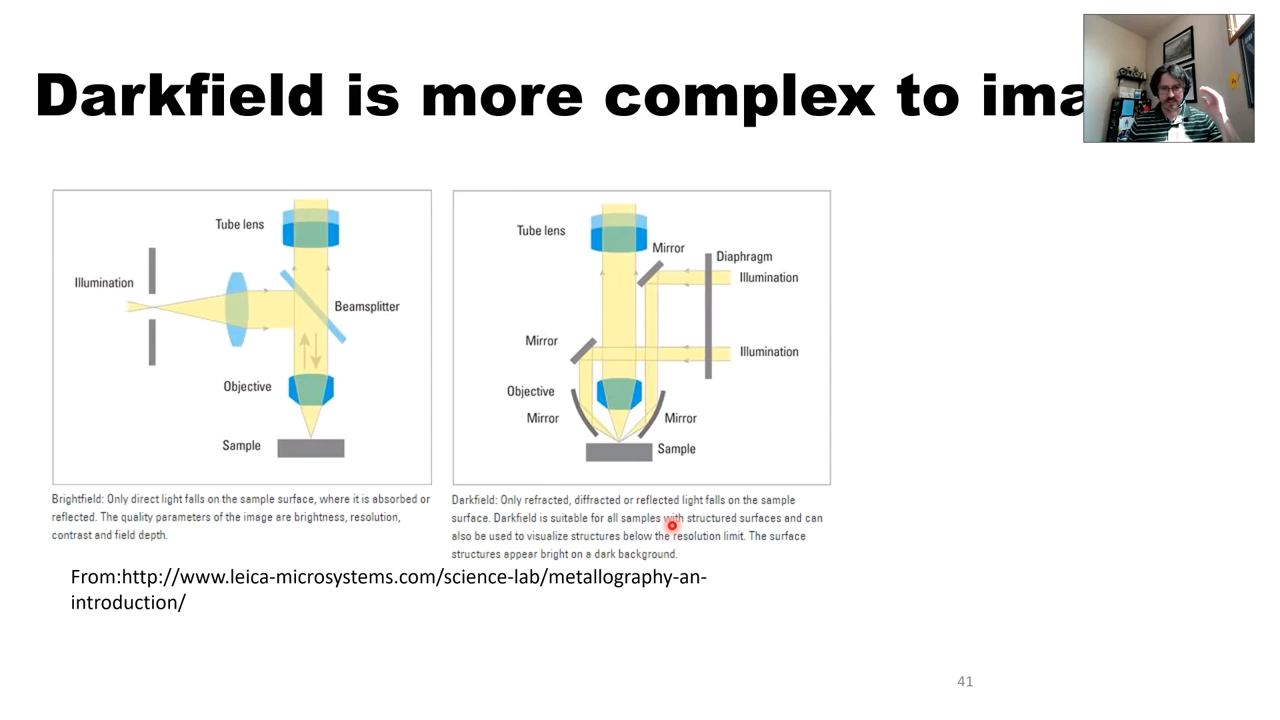 Darkfield is more complex to ima
Tube lens
Illumination
Beamsplitter
Objective
Sample
Tube lens
Mirror
Diaphragm
Illumination
Mirror
Illumination
Objective
Mirror
Mirror
Sample
Brightfield: Only direct light falls on the sample surface, where it is absorbed or
reflected. The quality parameters of the image are brightness, resolution,
contrast and field depth.
Darkfield: Only refracted, diffracted or reflected light falls on the sample
surface. Darkfield is suitable for all samples with structured surfaces and can
also be used to visualize structures below the resolution limit. The surface
structures appear bright on a dark background.
From:http://www.leica-microsystems.com/science-lab/metallography-an-
introduction/
41